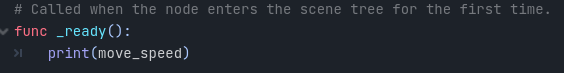 # Called when the node enters the scene tree for the first time.
func _ready():
    print(move_speed)